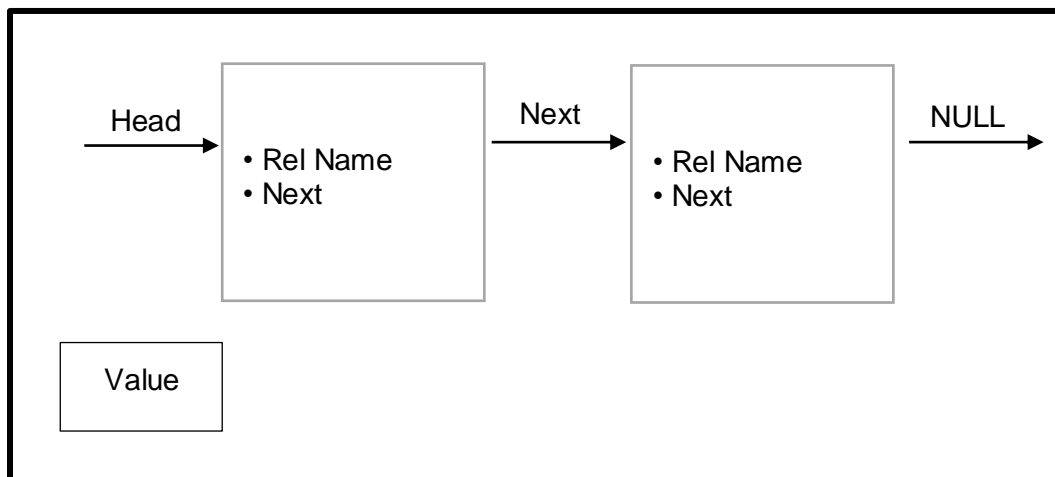 Head
• Rel Name
• Next
Next
• Rel Name
• Next
NULL
Value